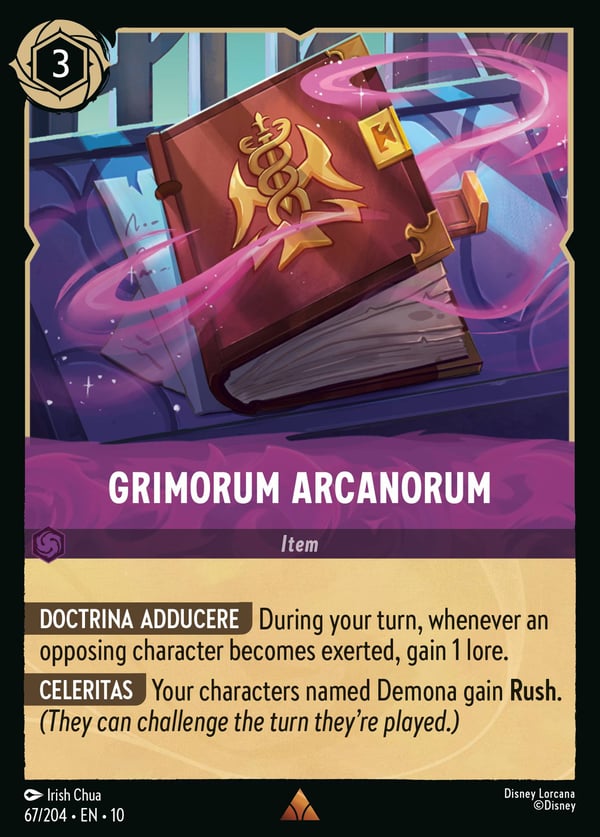 3
GRIMORUM ARCANORUM
Item
DOCTRINA ADDUCERE During your turn, whenever an
opposing character becomes exerted, gain 1 lore.
CELERITAS Your characters named Demona gain Rush.
(They can challenge the turn they're played.)
Irish Chua
67/204 • EN • 10
Disney Lorcana
©Disney